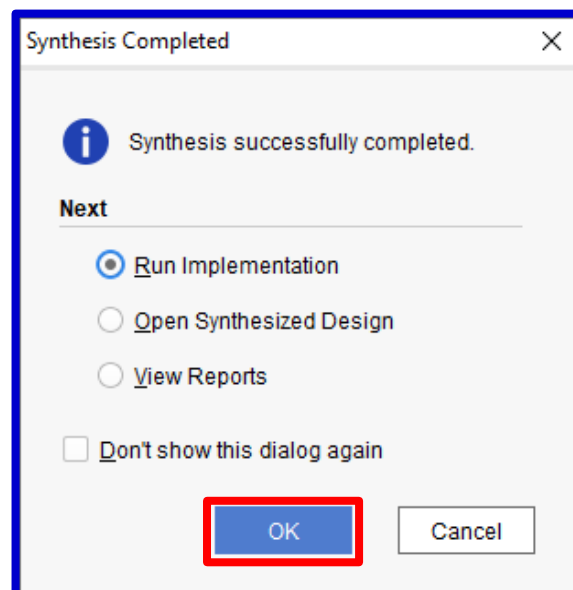 Synthesis Completed
Synthesis successfully completed.
Next
Run Implementation
Open Synthesized Design
View Reports
Don't show this dialog again
OK
Cancel